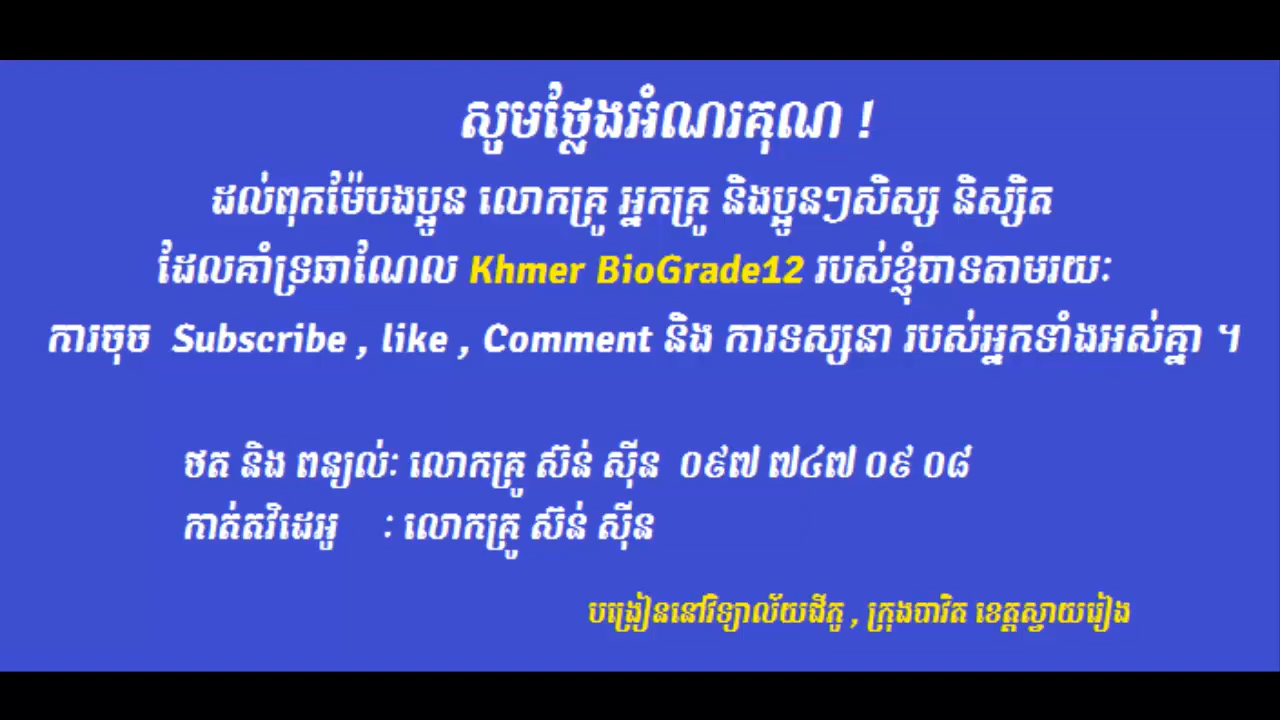 សូមថ្លែងអំណរគុណ !
ដល់ពុកម៉ែបងប្អូន លោកគ្រូ អ្នកគ្រូ និងប្អូនៗសិស្ស និស្សិត
ដែលគាំទ្រឆាណែល Khmer BioGrade12 របស់ខ្ញុំបាទតាមរយៈ
ការចុច Subscribe , like , Comment និង ការទស្សនា របស់អ្នកទាំងអស់គ្នា ។
ថត និង ពន្យល់: លោកគ្រូ ស៊ន់ ស៊ីន ០៩៧ ៧៤៧ ០៩ ០៨
កាត់តវិដេអូ : លោកគ្រូ ស៊ន់ ស៊ីន
បង្រៀននៅវិទ្យាល័យជីភូ , ក្រុងបាវិត ខេត្តស្វាយរៀង